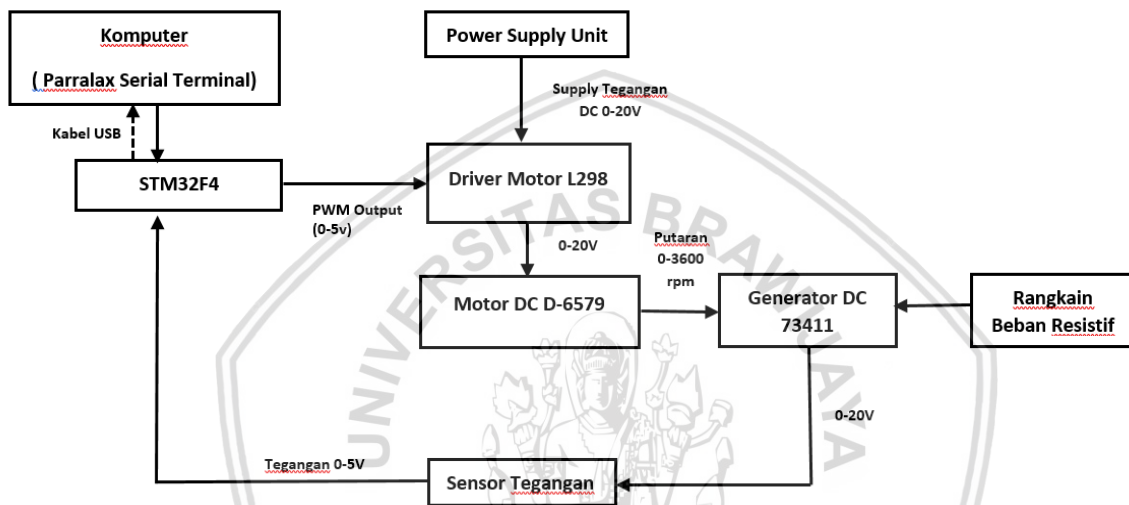 Komputer
( Parralax Serial Terminal)
Power Supply Unit
Supply Tegangan
DC 0-20V
Kabel USB
STM32F4
Driver Motor L298
PWM Output
(0-5v)
0-20V
Putaran
0-3600
rpm
Motor DC D-6579
Generator DC
73411
Rangkain
Beban Resistif
0-20V
Tegangan 0-5V
Sensor Tegangan
UNIVERSITAS BRAWIJAYA